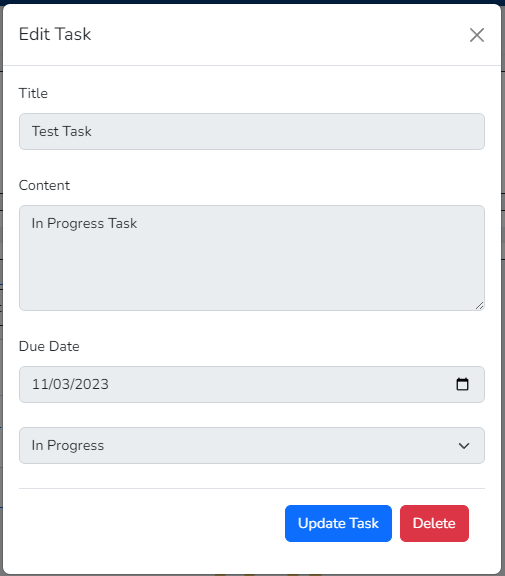 Edit Task
Title
Test Task
Content
In Progress Task
Due Date
11/03/2023
In Progress
Update Task Delete